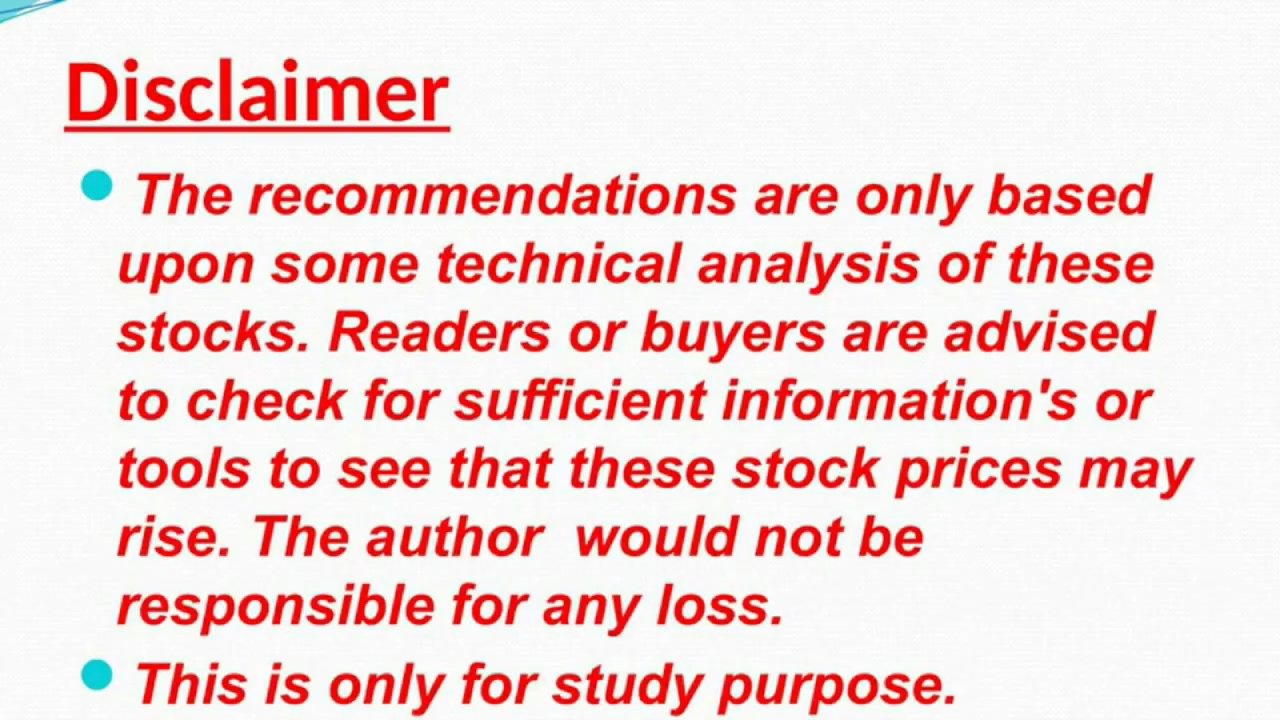 Disclaimer
The recommendations are only based
upon some technical analysis of these
stocks. Readers or buyers are advised
to check for sufficient information's or
tools to see that these stock prices may
rise. The author  would not be
responsible for any loss.
This is only for study purpose.